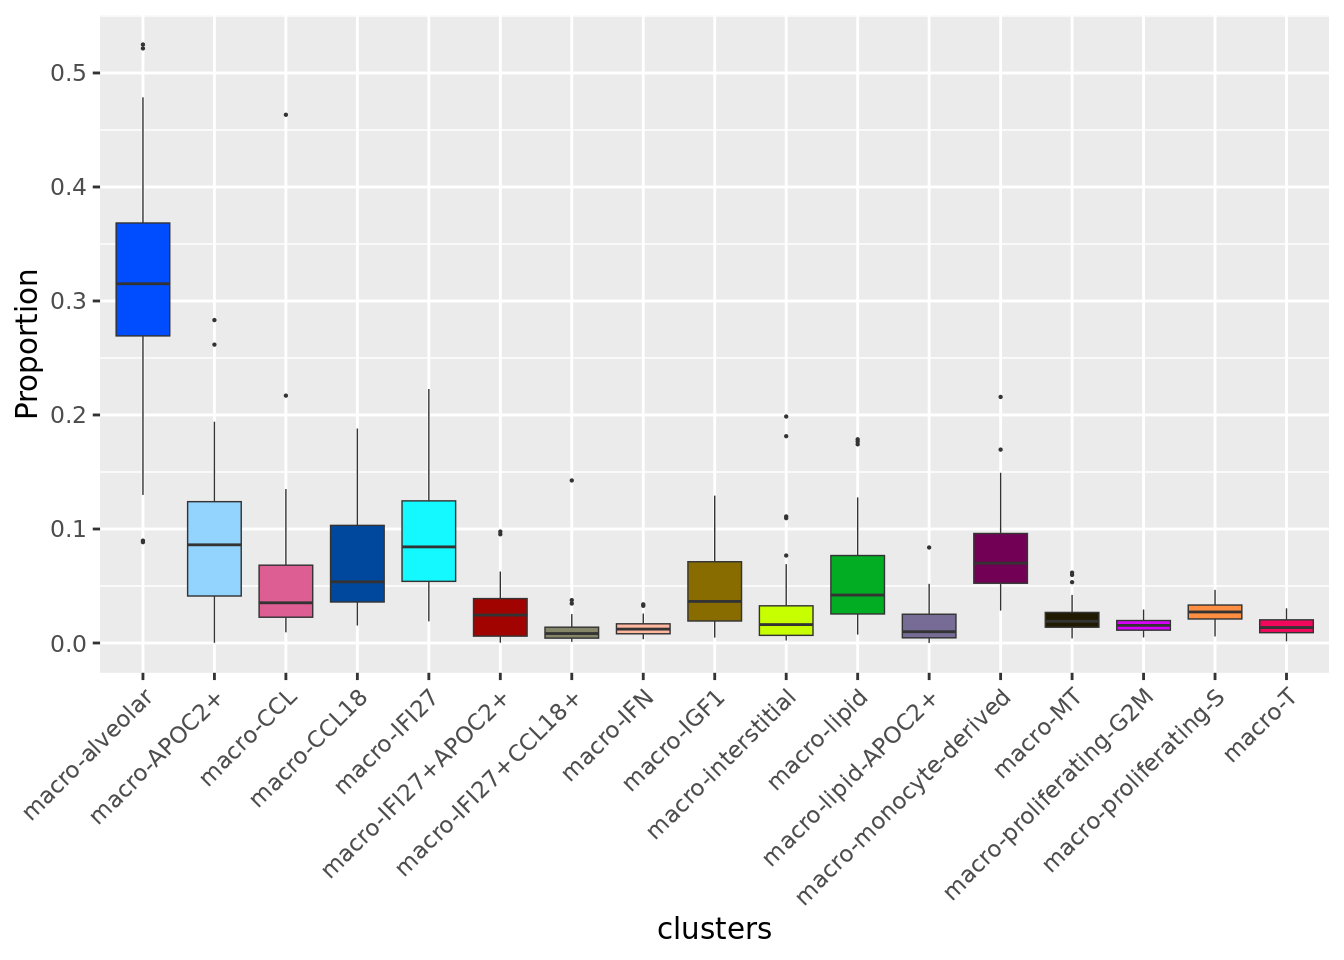 Proportion
0.5
0.4
0.3
0.2
0.1
0.0
macro-alveolar
macro-APOC2+
macro-CCL
macro-CCL18
macro-IFI27
macro-IFI27+APOC2+
macro-IFI27+CCL18+
macro-IFN
macro-IGF1
macro-interstitial
macro-lipid
macro-lipid-APOC2+
macro-monocyte-derived
macro-MT
macro-proliferating-G2M
macro-proliferating-S
macro-T
clusters